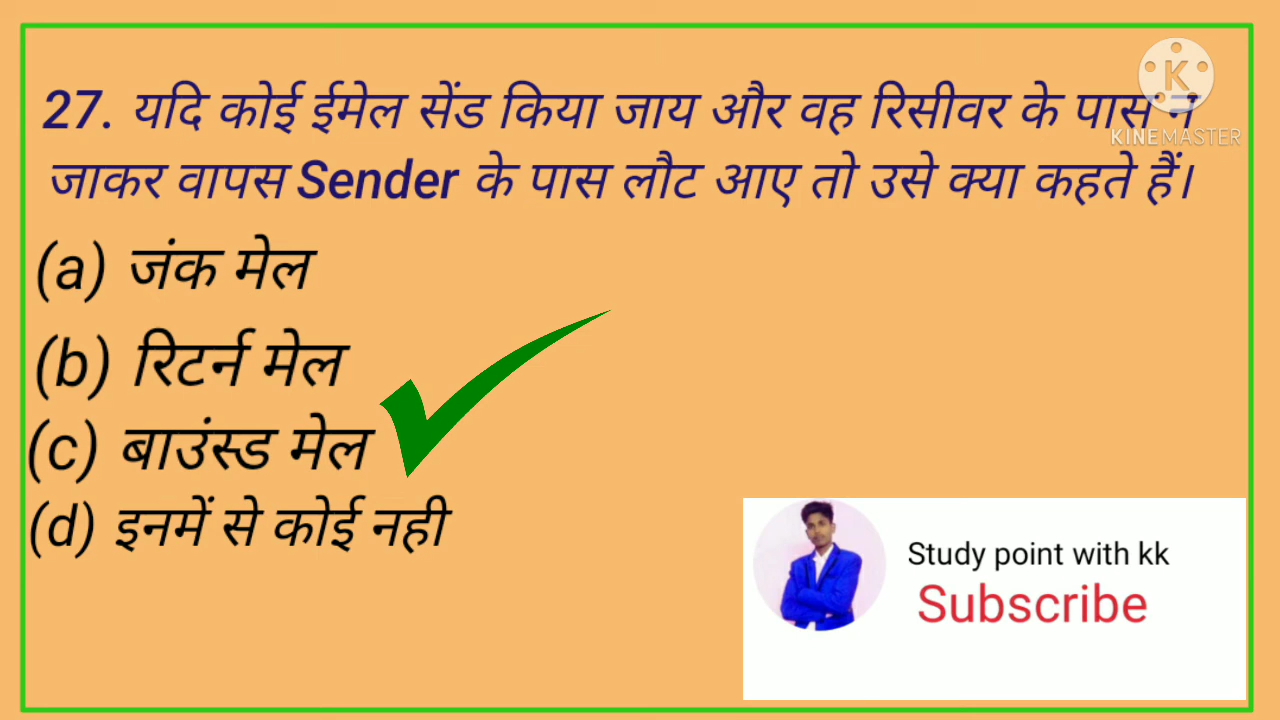 27. यदि कोई ईमेल सेंड किया जाय और वह रिसीवर के पास न
जाकर वापस Sender के पास लौट आए तो उसे क्या कहते हैं।
(a) जंक मेल
(b) रिटर्न मेल
(c) बाउंस्ड मेल
(d) इनमें से कोई नही
K
KINEMASTER
Study point with kk
Subscribe